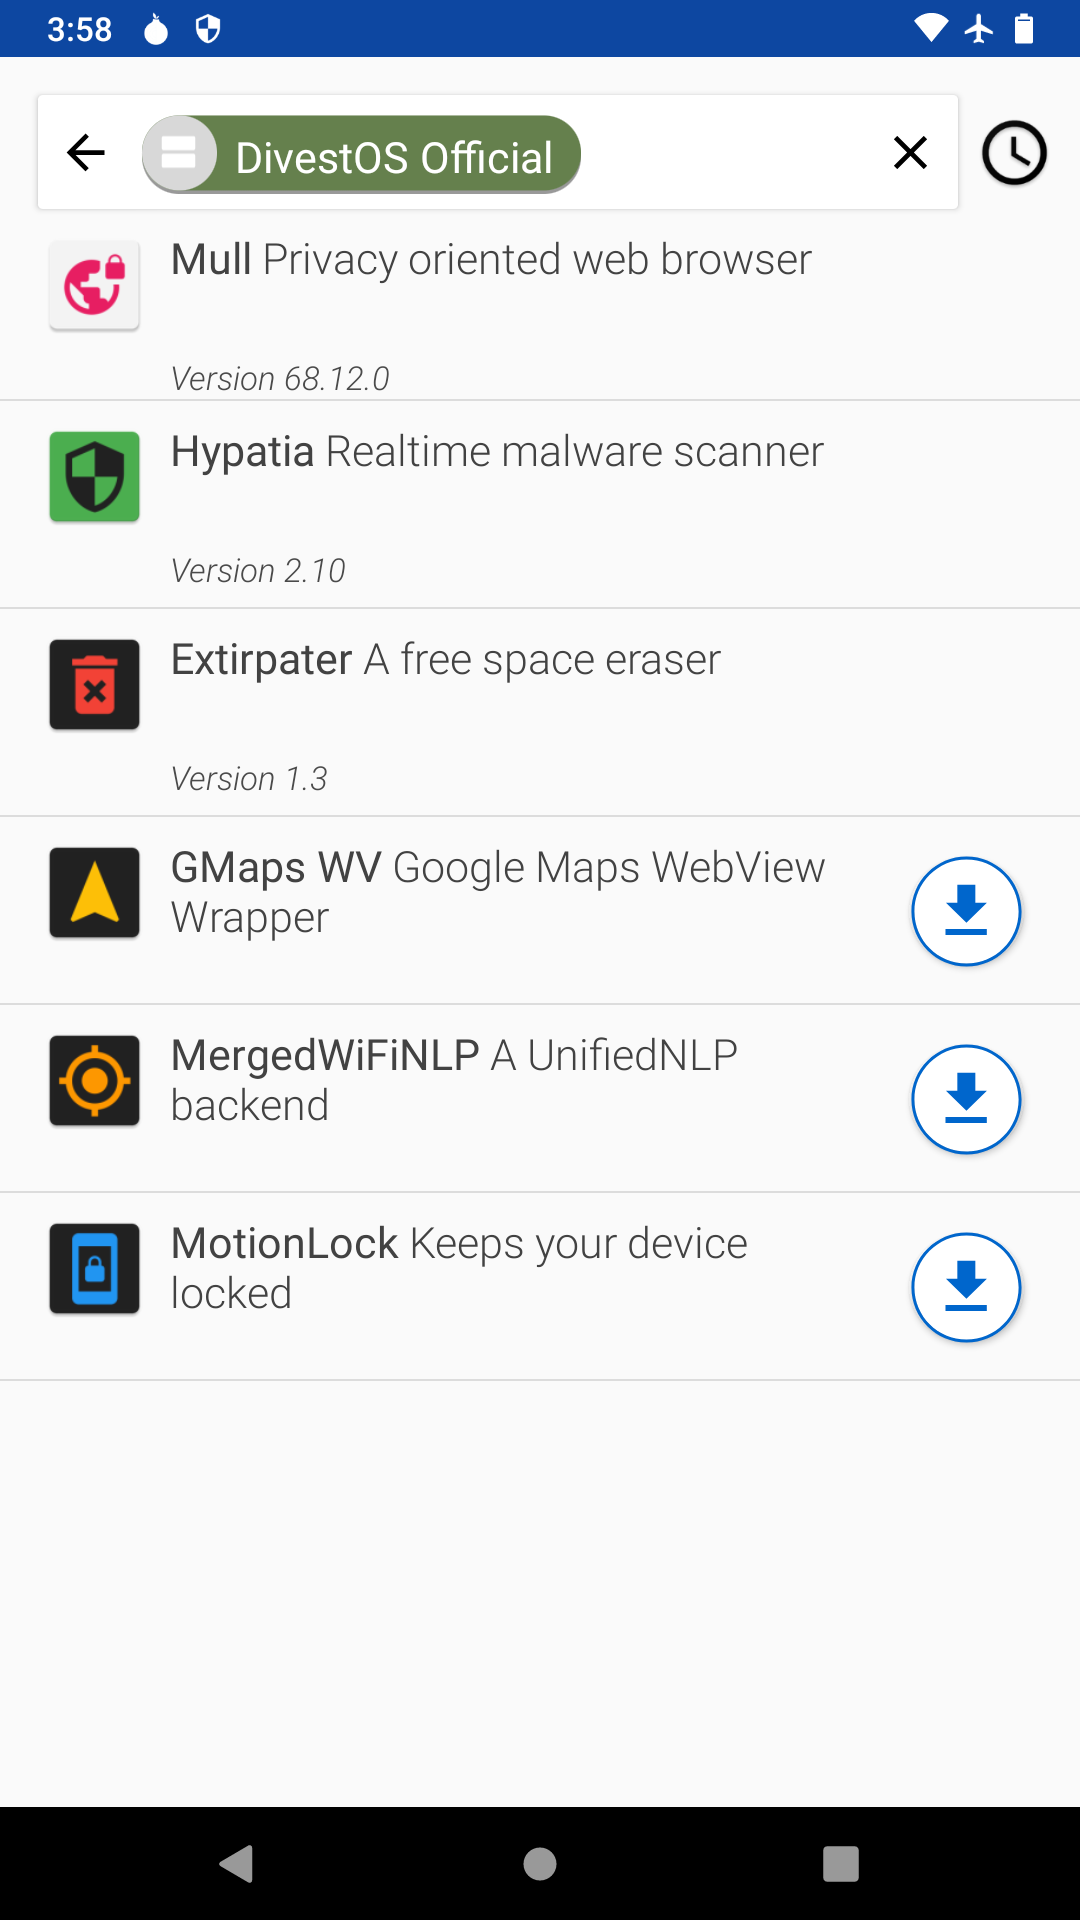 3:58
DivestOS Official
Mull Privacy oriented web browser
Version 68.12.0
Hypatia Realtime malware scanner
Version 2.10
Extirpater A free space eraser
Version 1.3
GMaps WV Google Maps WebView
Wrapper
MergedWiFiNLP A UnifiedNLP
backend
MotionLock Keeps your device
locked